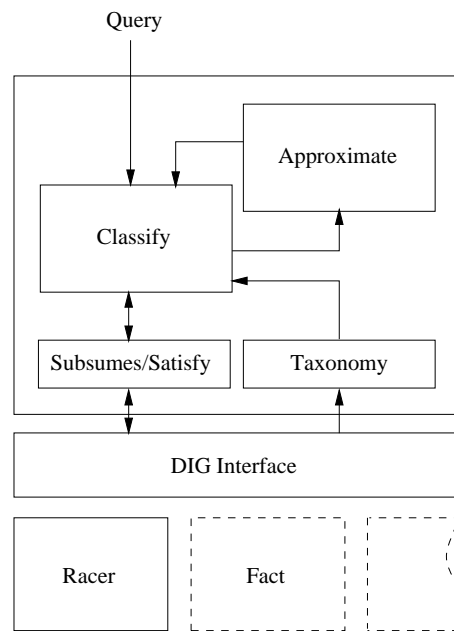 Query
Approximate
Classify
Subsumes/Satisfy
Taxonomy
DIG Interface
Racer
Fact